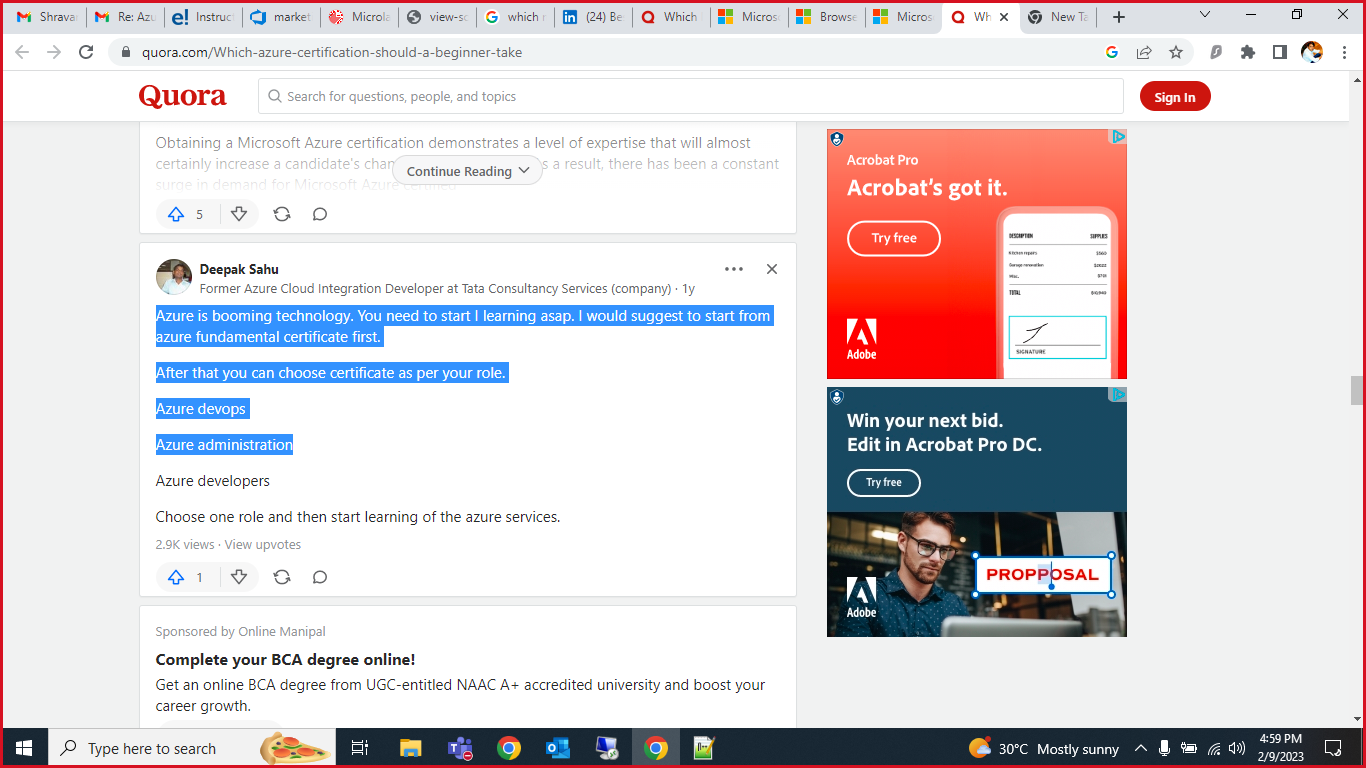 Shrava
Re: Azu
Instruct
market
Microla
view-so
which m
(24) Be
Which
Micros
Browse
Micros
Wh
New Ta
quora.com/Which-azure-certification-should-a-beginner-take
Quora
Search for questions, people, and topics
Sign In
Obtaining a Microsoft Azure certification demonstrates a level of expertise that will almost
certainly increase a candidate's chan
s a result, there has been a constant
Continue Reading
surge in demand for Microsoft Azure certified
5
Deepak Sahu
Former Azure Cloud Integration Developer at Tata Consultancy Services (company) · 1y
Azure is booming technology. You need to start I learning asap. I would suggest to start from
azure fundamental certificate first.
After that you can choose certificate as per your role.
Azure devops
Azure administration
Azure developers
Choose one role and then start learning of the azure services.
2.9K views · View upvotes
1
Sponsored by Online Manipal
Complete your BCA degree online!
Get an online BCA degree from UGC-entitled NAAC A+ accredited university and boost your
career growth.
Acrobat Pro
Acrobat's got it.
Try free
DESCRIPTION SUPPLIES
Kitchen repairs $560
Garage renovation
Misc.
TOTAL
SIGNATURE
Adobe
Win your next bid.
Edit in Acrobat Pro DC.
Try free
PROPPOSAL
Adobe
Type here to search
30°C Mostly sunny
4:59 PM
2/9/2023